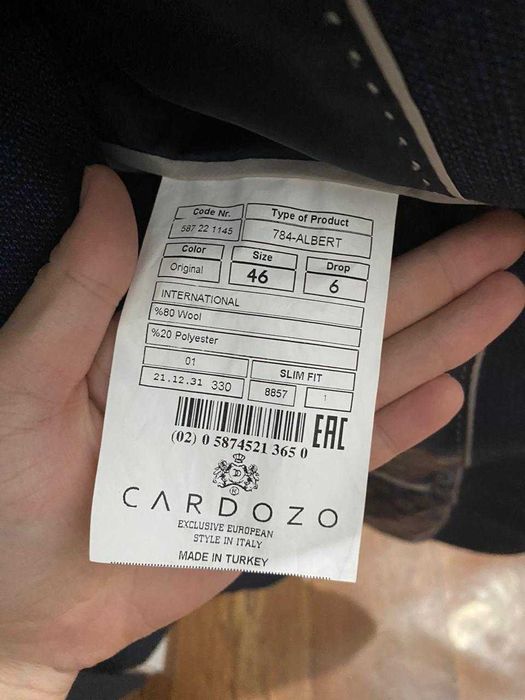 Code Nr.
Type of Product
587 22 1145
784-ALBERT
Color
Size
Drop
Original
46
6
INTERNATIONAL
%80 Wool
%20 Polyester
01
SLIM FIT
21.12.31 330
8857
1
EAC
(02) 0 5874521 365 0
®
CARDOZO
EXCLUSIVE EUROPEAN
STYLE IN ITALY
MADE IN TURKEY